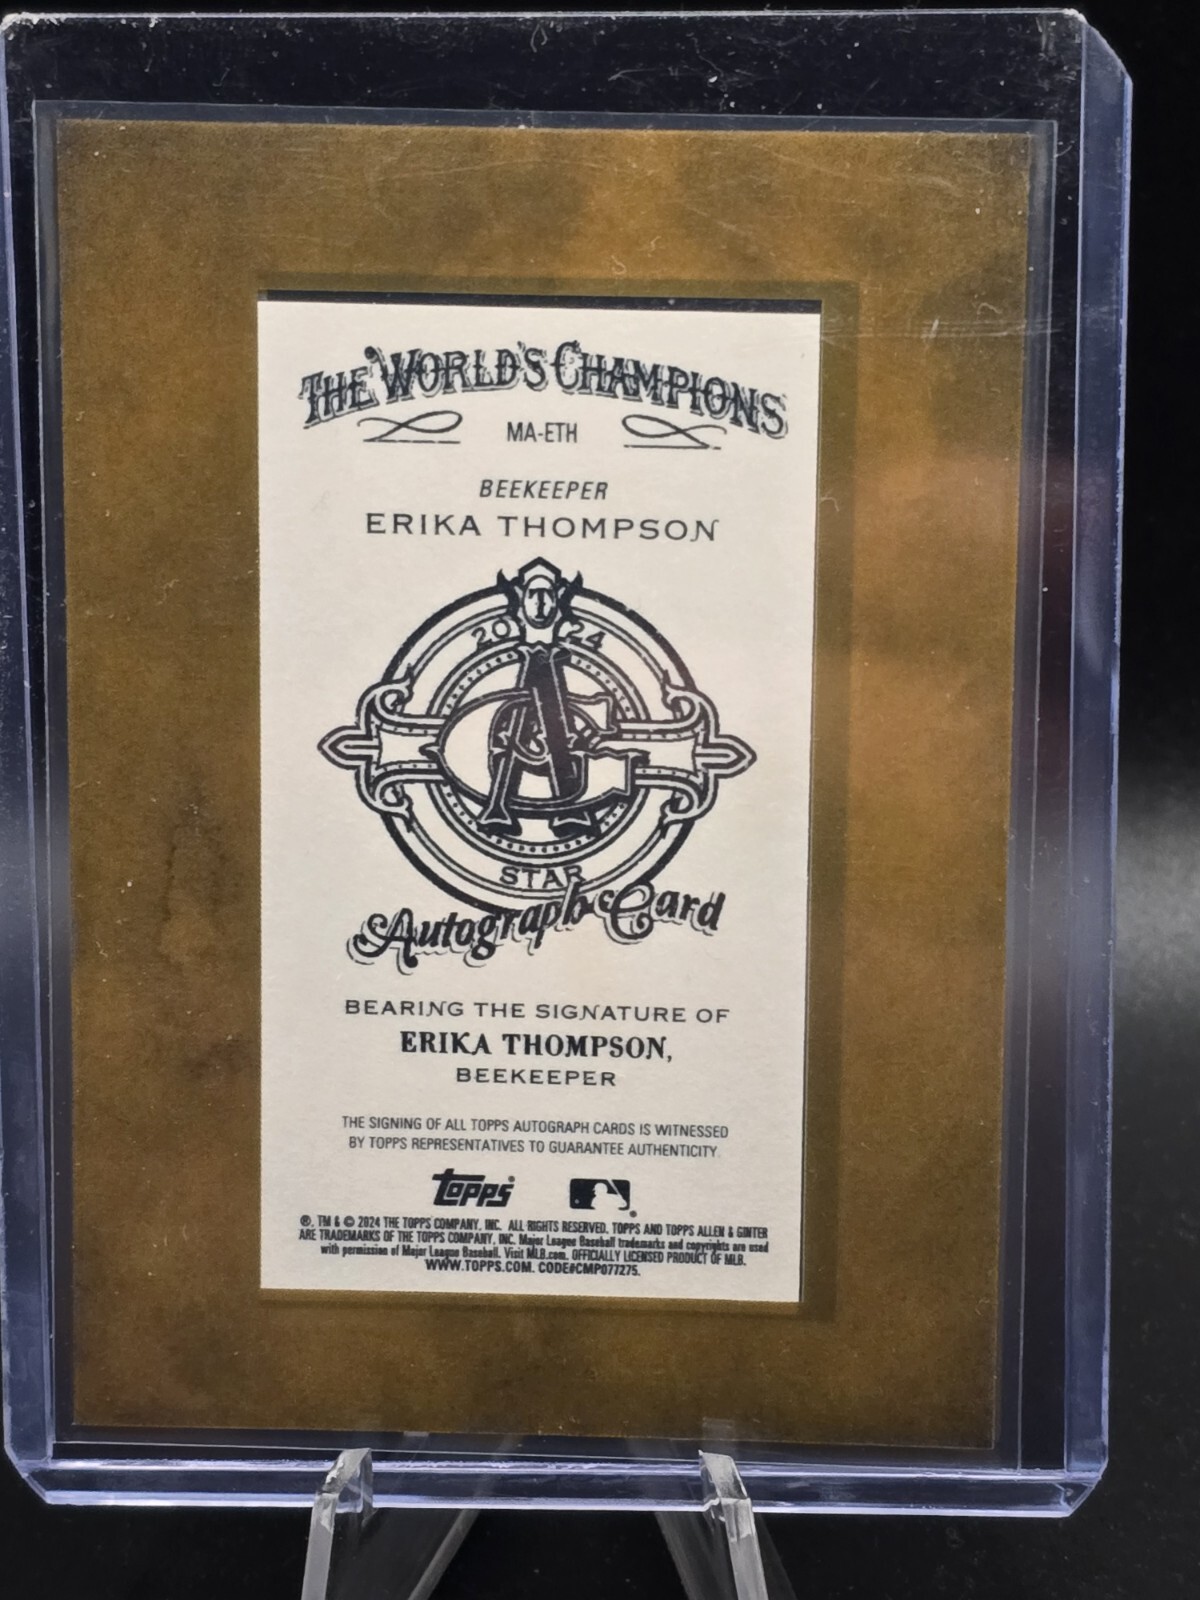 THE WORLD'S CHAMPIONS
MA-ETH
BEEKEEPER
ERIKA THOMPSON
T
20 24
A&G
STAR
Autograph Card
BEARING THE SIGNATURE OF
ERIKA THOMPSON,
BEEKEEPER
THE SIGNING OF ALL TOPPS AUTOGRAPH CARDS IS WITNESSED
BY TOPPS REPRESENTATIVES TO GUARANTEE AUTHENTICITY.
topps
®, TM & © 2024 THE TOPPS COMPANY, INC. ALL RIGHTS RESERVED. TOPPS AND TOPPS ALLEN & GINTER
ARE TRADEMARKS OF THE TOPPS COMPANY, INC. Major League Baseball trademarks and copyrights are used
with permission of Major League Baseball. Visit MLB.com. OFFICIALLY LICENSED PRODUCT OF MLB.
WWW.TOPPS.COM. CODE#CMP077275.